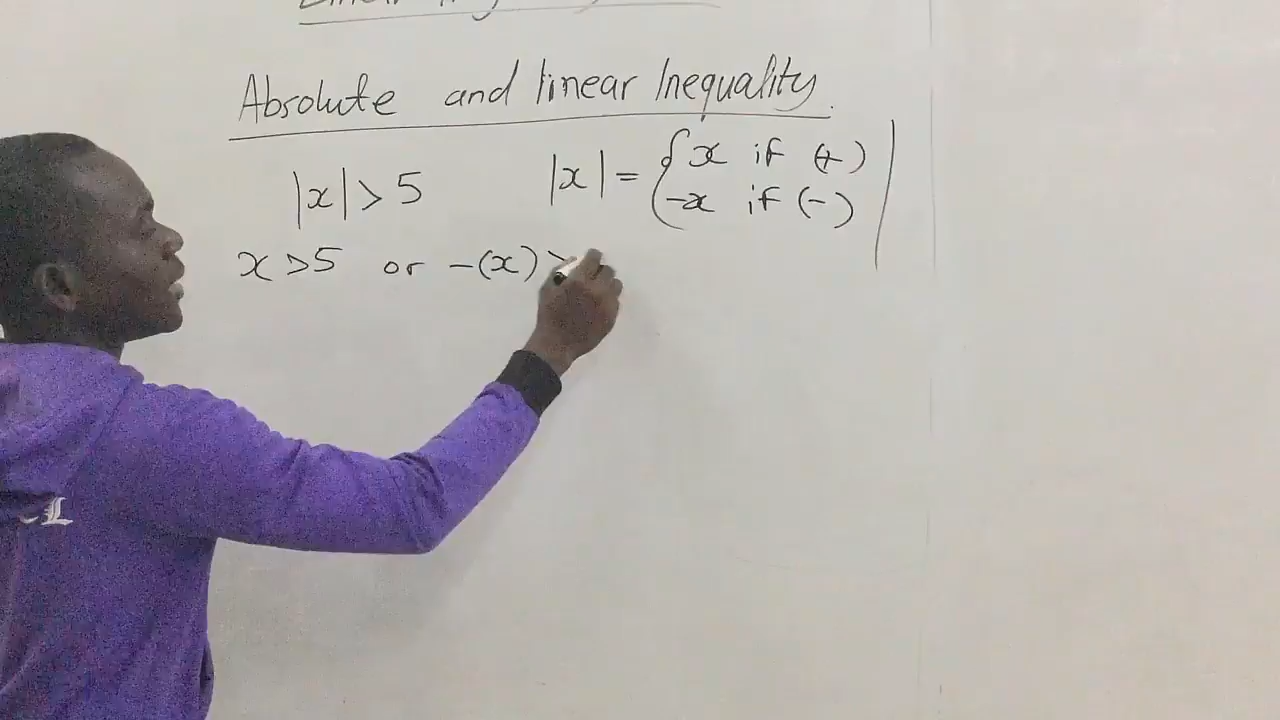 Absolute and linear Inequality.
|x| > 5
|x| = { x if (+)
-x if (-)
x > 5 or -(x) >
L